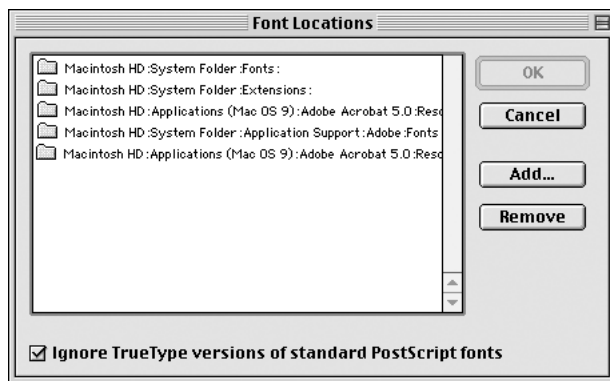 Font Locations
Macintosh HD:System Folder:Fonts:
Macintosh HD:System Folder:Extensions:
Macintosh HD:Applications (Mac OS 9):Adobe Acrobat 5.0:Reso
Macintosh HD:System Folder:Application Support:Adobe:Fonts
Macintosh HD:Applications (Mac OS 9):Adobe Acrobat 5.0:Reso
OK
Cancel
Add...
Remove
Ignore TrueType versions of standard PostScript fonts